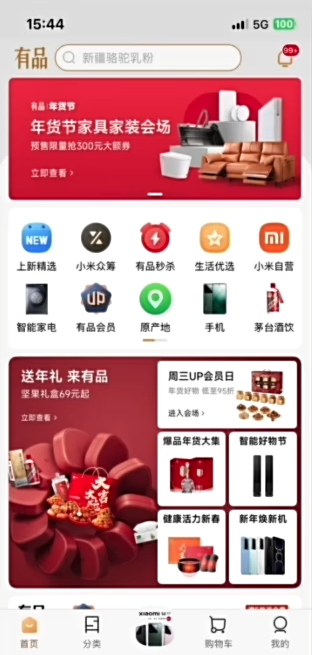 15:44
5G 100
有品
新疆骆驼乳粉
99+
有品 年货节
年货节家具家装会场
预售限量抢300元大额券
立即查看 >
NEW
上新精选
小米众筹
有品秒杀
生活优选
小米自营
UP
智能家电
有品会员
原产地
手机
茅台酒饮
送年礼 来有品
坚果礼盒69元起
立即查看 >
周三UP会员日
年货好物 低至95折
进入会场 >
爆品年货大集
智能好物节
健康活力新春
新年焕新机
大吉
首页
分类
购物车
我的